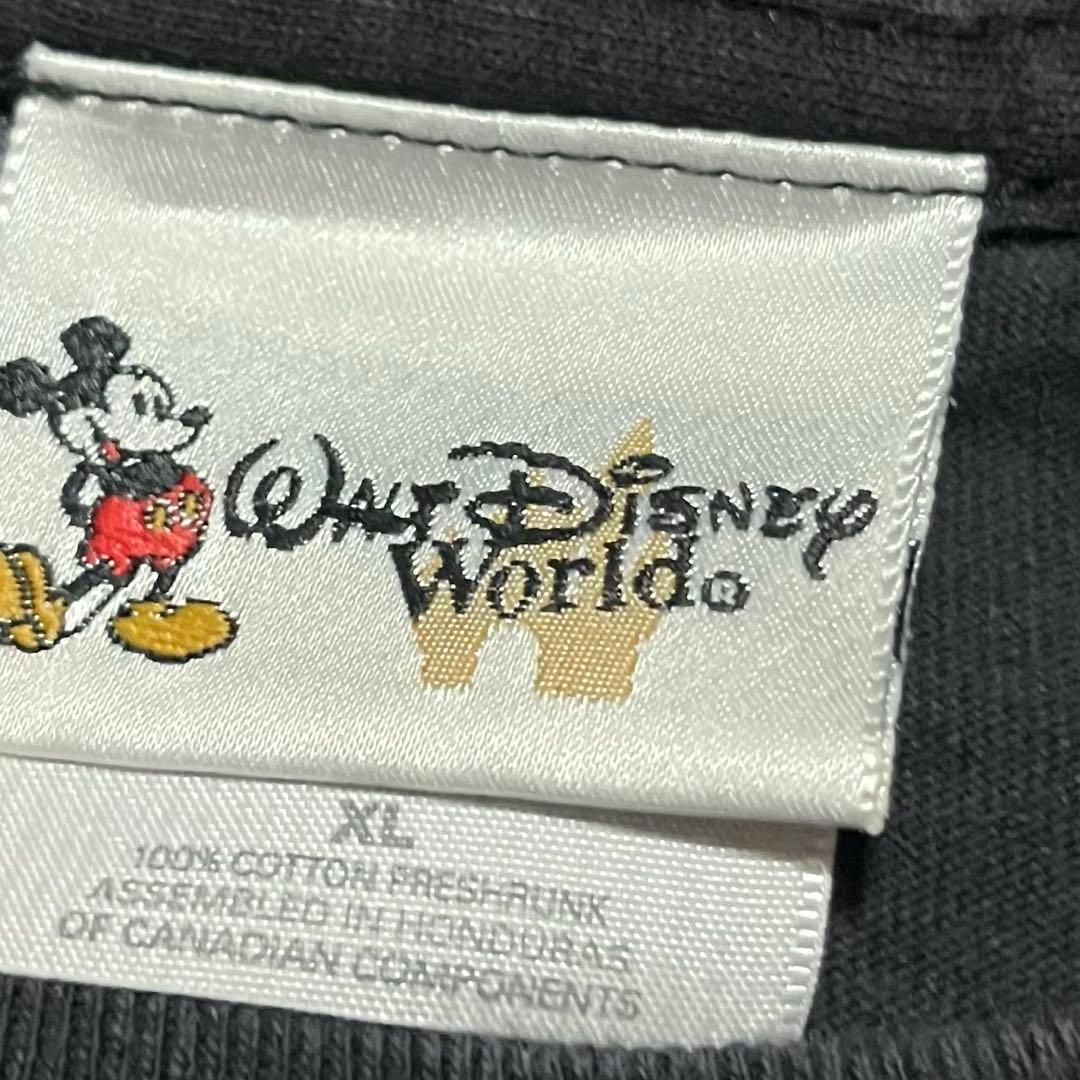 WALT DISNEY
World®
XL
100% COTTON PRESHRUNK
ASSEMBLED IN HONDURAS
OF CANADIAN COMPONENTS